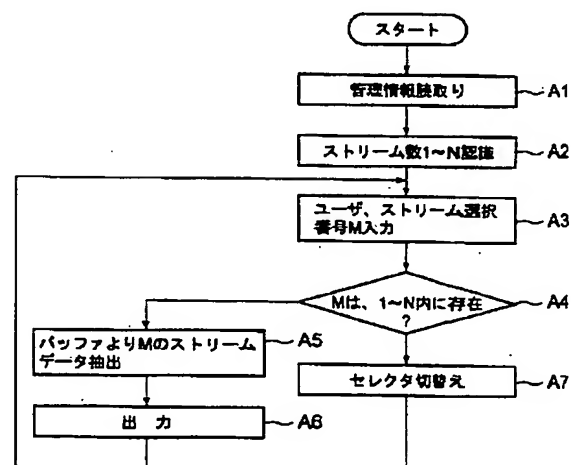 スタート
管理情報読取り
A1
ストリーム数1〜N認識
A2
ユーザ、ストリーム選択
番号M入力
A3
Mは、1〜N内に存在
?
A4
バッファよりMのストリーム
データ抽出
A5
セレクタ切替え
A7
出 力
A6